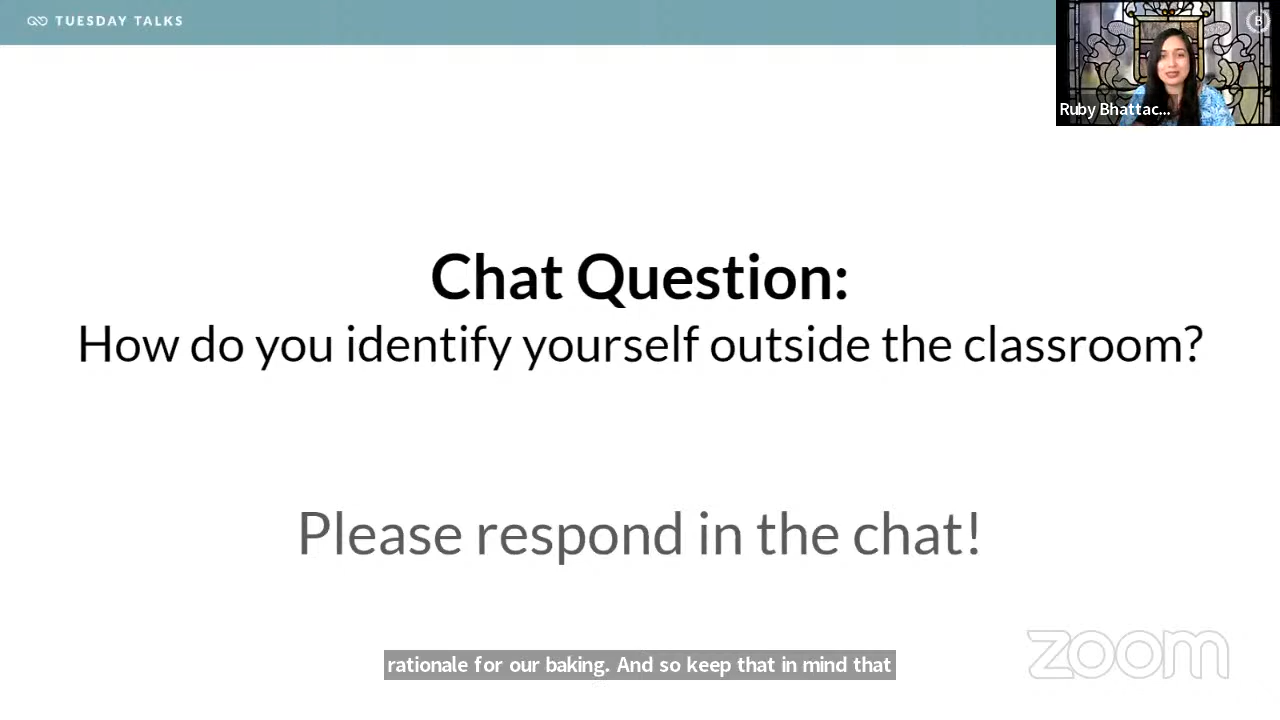 TUESDAY TALKS
B
Ruby Bhattac...
Chat Question:
How do you identify yourself outside the classroom?
Please respond in the chat!
rationale for our baking. And so keep that in mind that
zoom